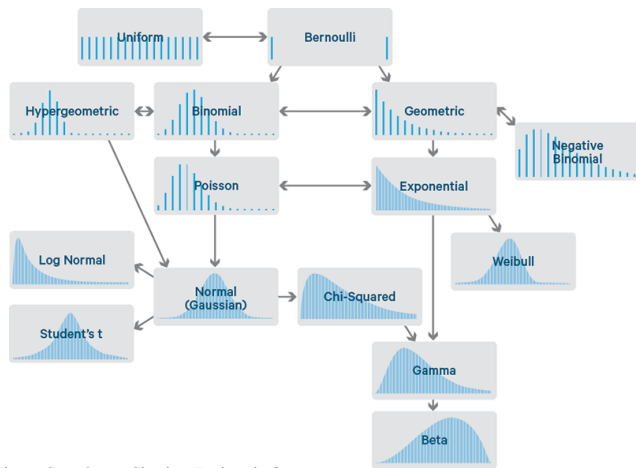 Uniform
Bernoulli
Hypergeometric
Binomial
Geometric
Negative
Binomial
Poisson
Exponential
Log Normal
Weibull
Normal
(Gaussian)
Chi-Squared
Student's t
Gamma
Beta